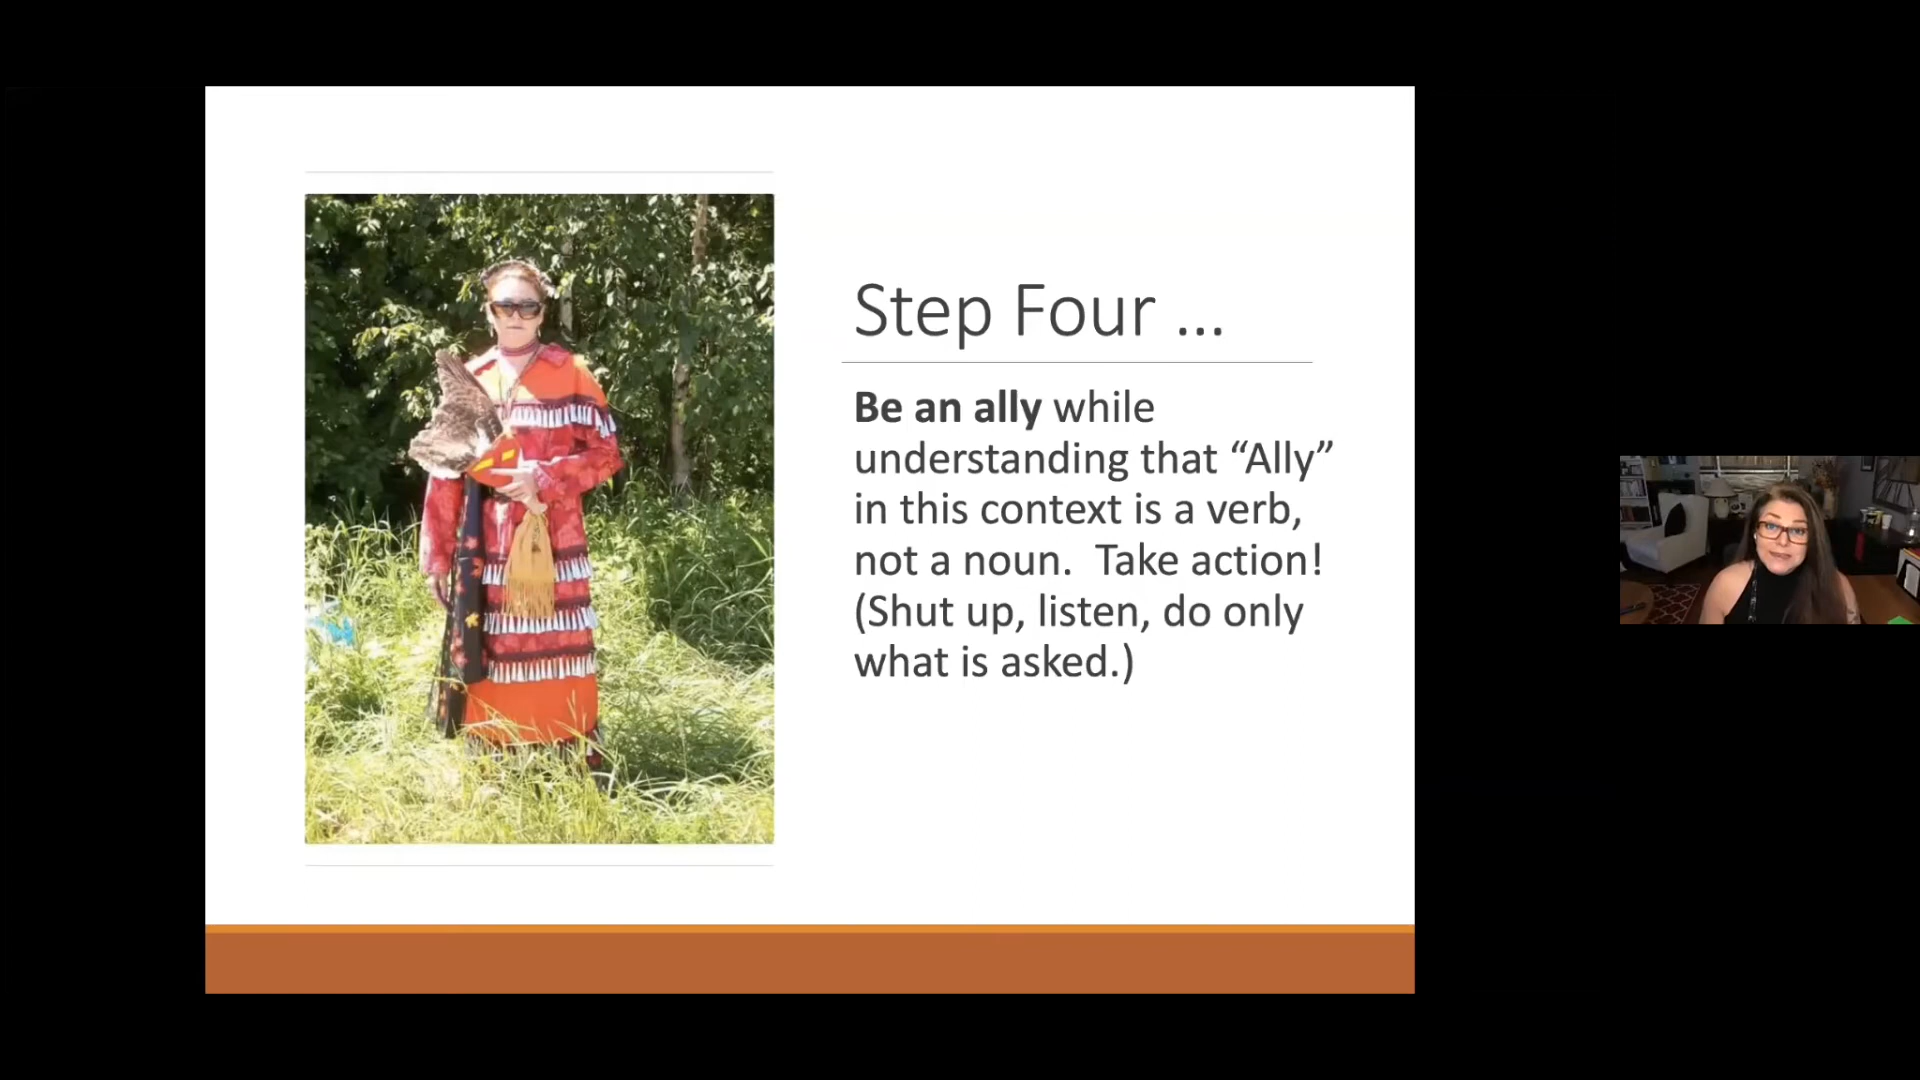 Step Four ...
Be an ally while
understanding that “Ally”
in this context is a verb,
not a noun.  Take action!
(Shut up, listen, do only
what is asked.)